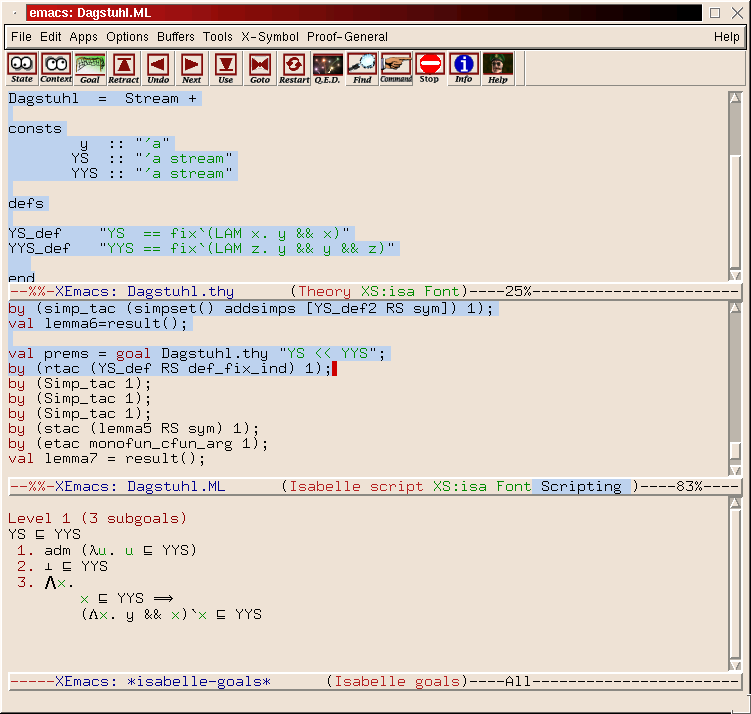 emacs: Dagstuhl.ML
File Edit Apps Options Buffers Tools X-Symbol Proof-General Help
State Context Goal Retract Undo Next Use Goto Restart Q.E.D. Find Command Stop Info Help
Dagstuhl  =  Stream +
consts
y  :: "´a"
YS  :: "´a stream"
YYS :: "´a stream"
defs
YS_def    "YS  == fix`(LAM x. y && x)"
YYS_def   "YYS == fix`(LAM z. y && y && z)"
end
--%%-XEmacs: Dagstuhl.thy      (Theory XS:isa Font)----25%-------------------------
by (simp_tac (simpset() addsimps [YS_def2 RS sym]) 1);
val lemma6=result();
val prems = goal Dagstuhl.thy "YS << YYS";
by (rtac (YS_def RS def_fix_ind) 1);
by (Simp_tac 1);
by (Simp_tac 1);
by (Simp_tac 1);
by (stac (lemma5 RS sym) 1);
by (etac monofun_cfun_arg 1);
val lemma7 = result();
--%%-XEmacs: Dagstuhl.ML      (Isabelle script XS:isa Font Scripting )----83%----
Level 1 (3 subgoals)
YS ⊑ YYS
1. adm (λu. u ⊑ YYS)
2. ⊥ ⊑ YYS
3. ⋀x.
x ⊑ YYS ⟹
(Λx. y && x)`x ⊑ YYS
-----XEmacs: *isabelle-goals*      (Isabelle goals)----All-------------------------